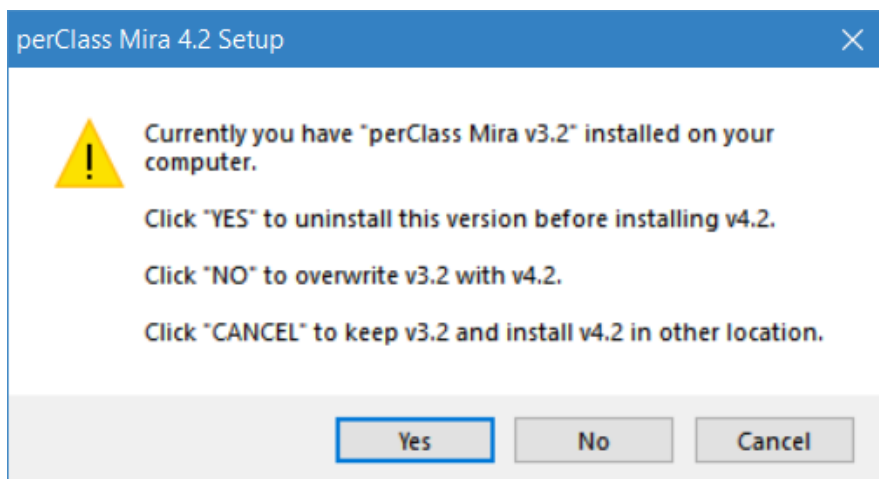 perClass Mira 4.2 Setup
Currently you have "perClass Mira v3.2" installed on your
computer.
Click "YES" to uninstall this version before installing v4.2.
Click "NO" to overwrite v3.2 with v4.2.
Click "CANCEL" to keep v3.2 and install v4.2 in other location.
Yes No Cancel